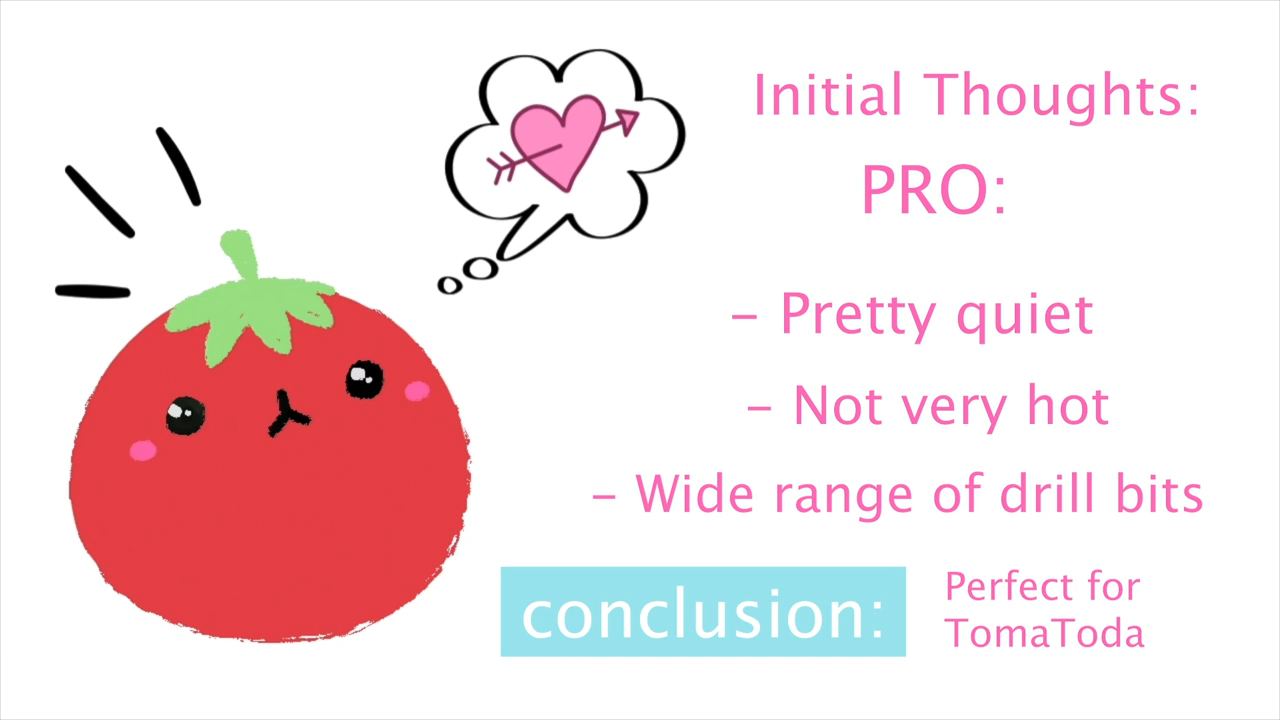 Initial Thoughts:
PRO:
- Pretty quiet
- Not very hot
- Wide range of drill bits
conclusion:
Perfect for
TomaToda